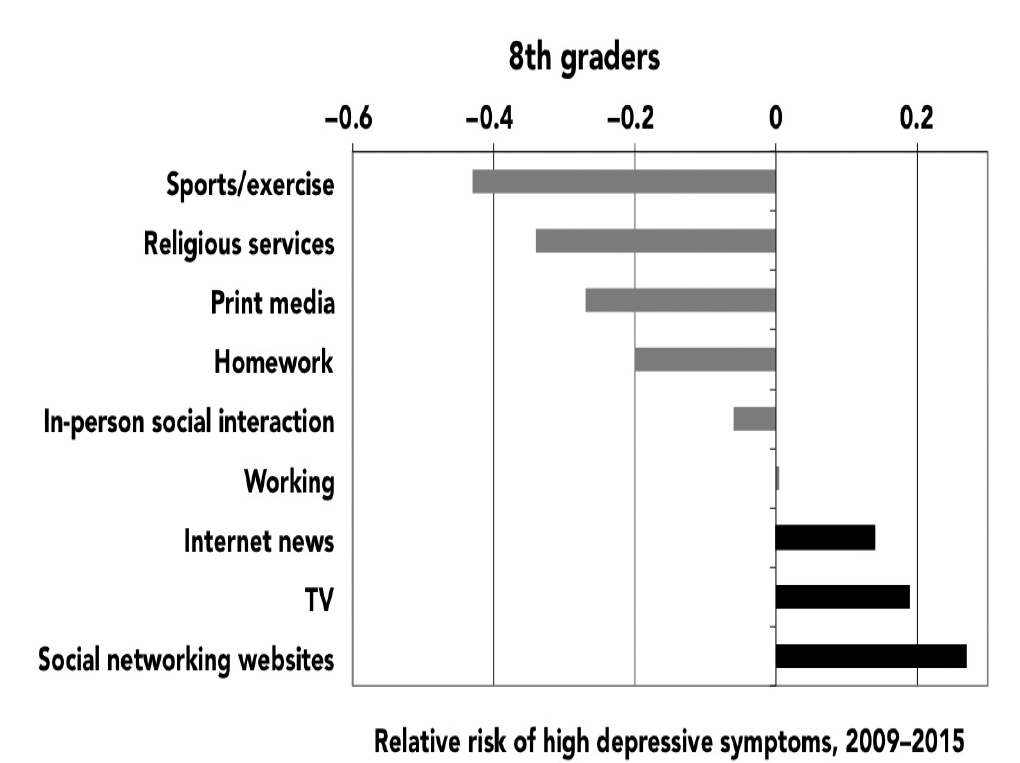 8th graders
–0.6 –0.4 –0.2 0 0.2
Sports/exercise
Religious services
Print media
Homework
In-person social interaction
Working
Internet news
TV
Social networking websites
Relative risk of high depressive symptoms, 2009–2015